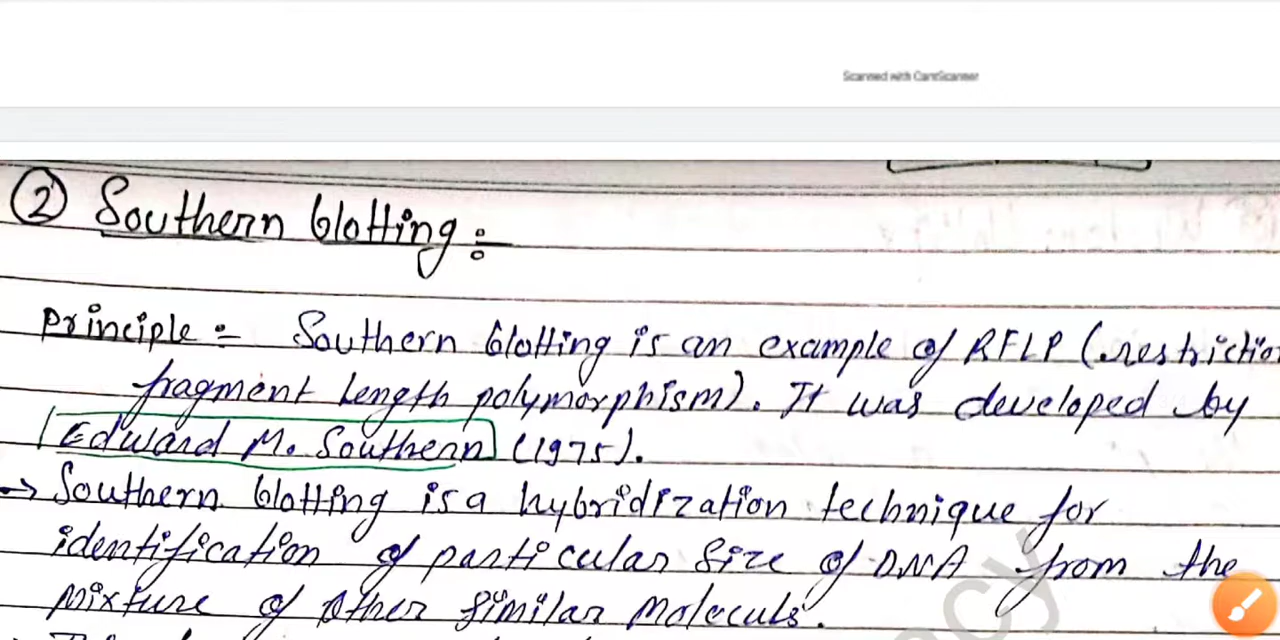 Scanned with CamScanner
② Southern blotting :-
Principle = Southern blotting is an example of RFLP (restriction
fragment length polymorphism). It was developed by
Edward M. Southern (1975).
→ Southern blotting is a hybridization technique for
identification of particular size of DNA from the
mixture of other similar molecule.